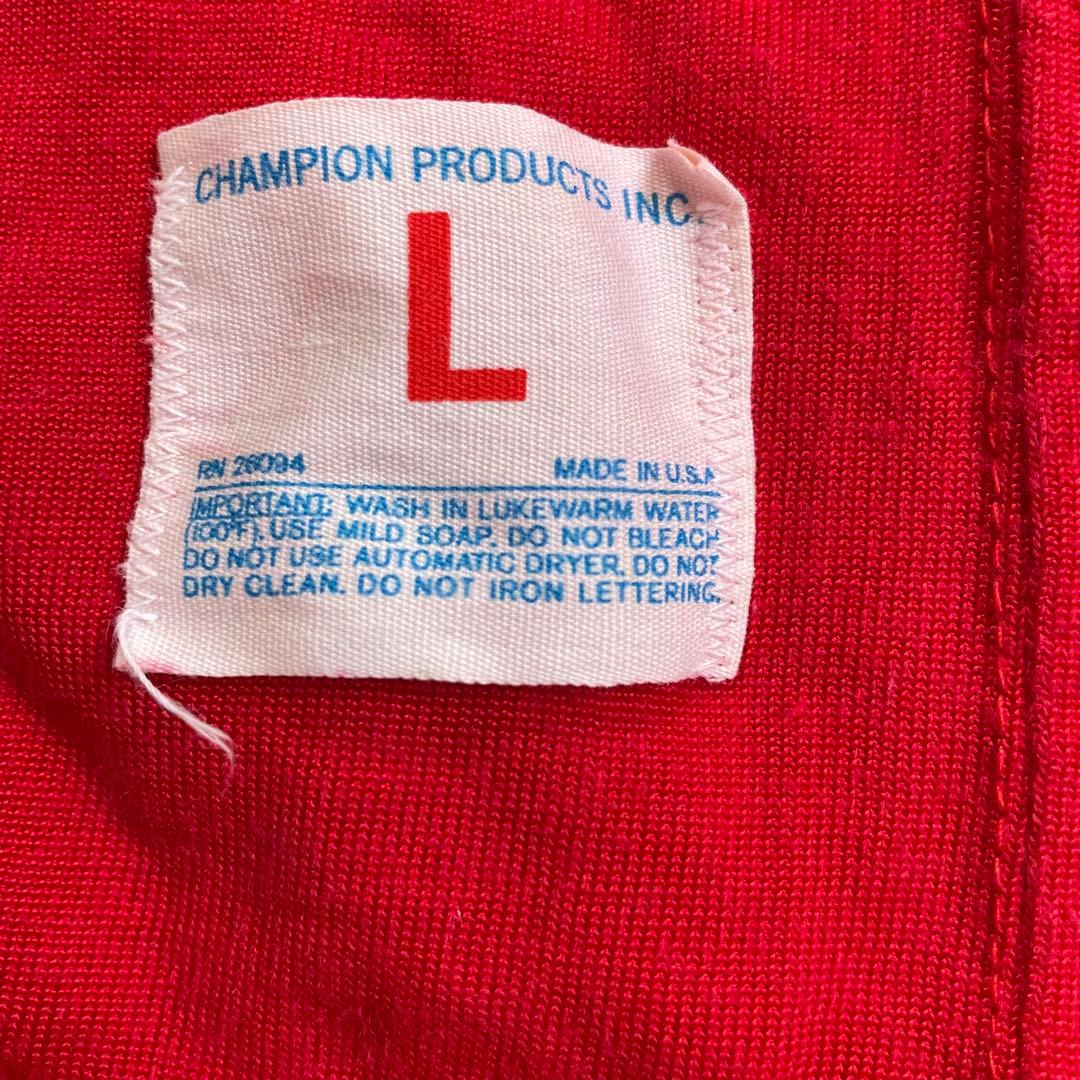 CHAMPION PRODUCTS INC.
L
RN 26094
MADE IN U.S.A
IMPORTANT: WASH IN LUKEWARM WATER
(100°F). USE MILD SOAP. DO NOT BLEACH
DO NOT USE AUTOMATIC DRYER. DO NOT
DRY CLEAN. DO NOT IRON LETTERING.